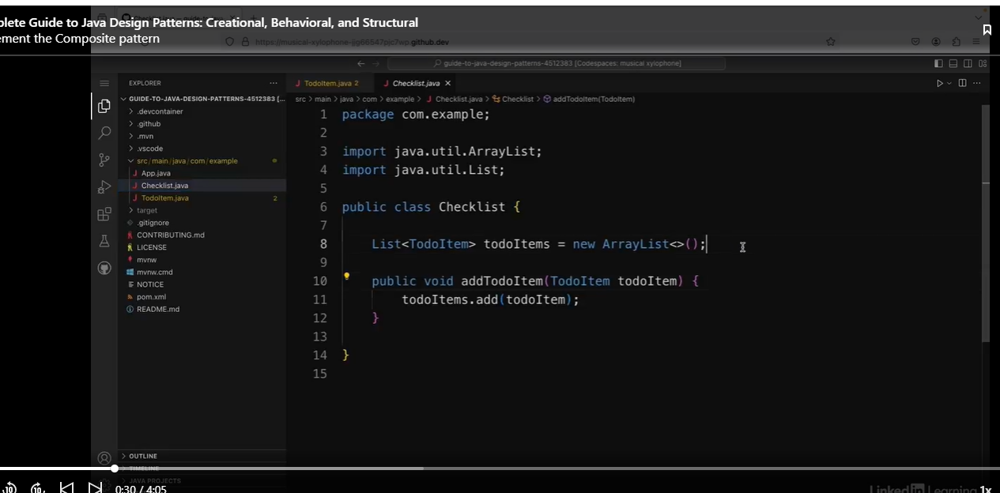 plete Guide to Java Design Patterns: Creational, Behavioral, and Structural
ement the Composite pattern
https://musical-xylophone-jjg66547pjc7wp.github.dev
guide-to-java-design-patterns-4512383 [Codespaces: musical xylophone]
EXPLORER
TodoItem.java 2
Checklist.java
GUIDE-TO-JAVA-DESIGN-PATTERNS-4512383 [...
src > main > java > com > example > Checklist.java > Checklist > addTodoItem(TodoItem)
.devcontainer
.github
.mvn
.vscode
src/main/java/com/example
App.java
Checklist.java
TodoItem.java 2
target
.gitignore
CONTRIBUTING.md
LICENSE
mvnw
mvnw.cmd
NOTICE
pom.xml
README.md
1 package com.example;
2
3 import java.util.ArrayList;
4 import java.util.List;
5
6 public class Checklist {
7
8 List<TodoItem> todoItems = new ArrayList<>();
9
10 public void addTodoItem(TodoItem todoItem) {
11 todoItems.add(todoItem);
12 }
13
14 }
15
OUTLINE
TIMELINE
JAVA PROJECTS
10 10 0:30 / 4:05
LinkedIn Learning 1x